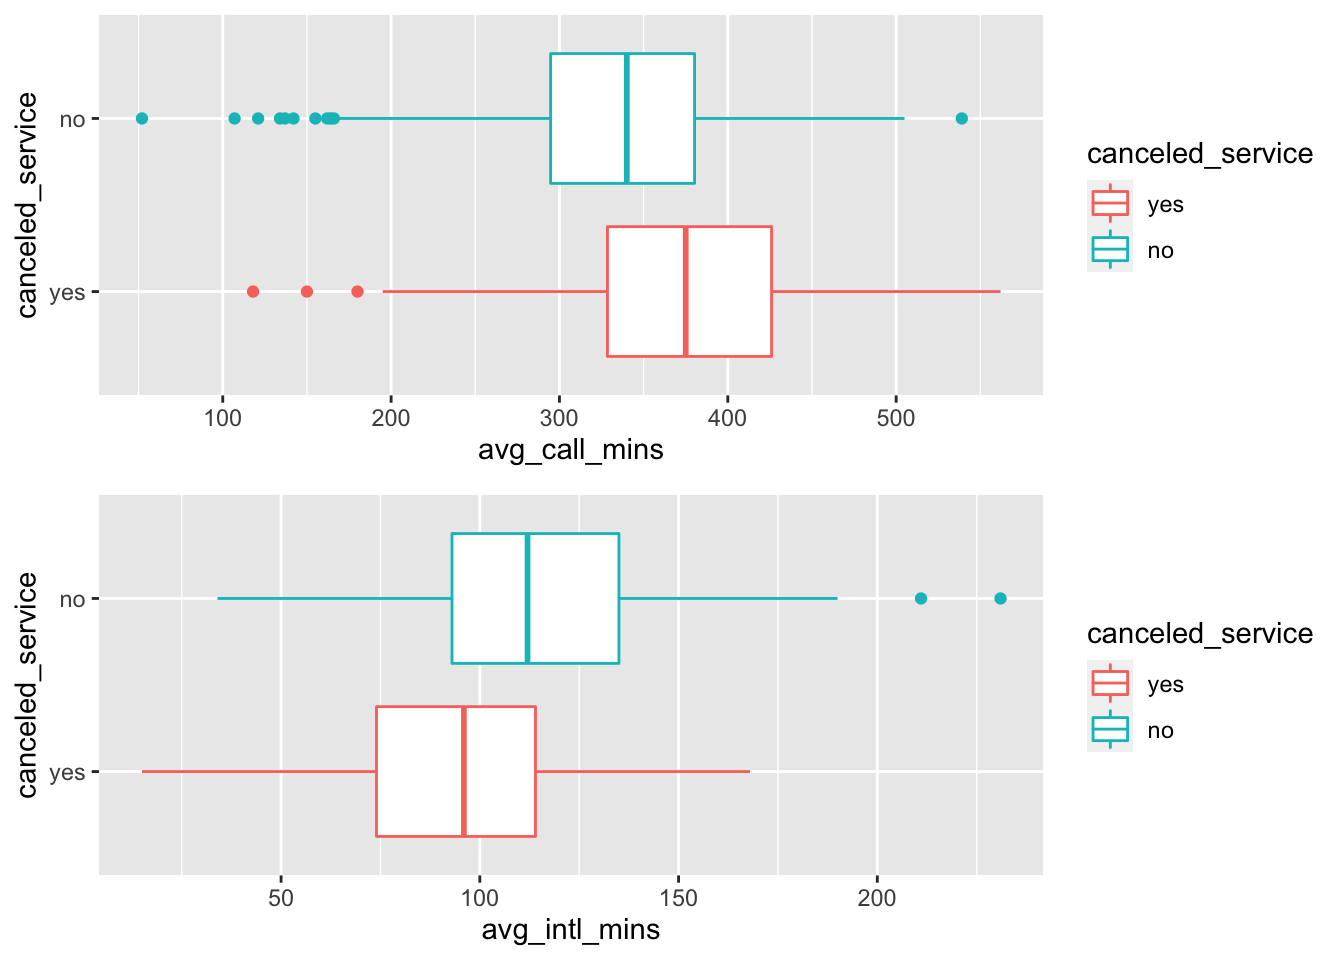 canceled_service
no
yes
100 200 300 400 500
avg_call_mins
canceled_service
yes
no
canceled_service
no
yes
50 100 150 200
avg_intl_mins
canceled_service
yes
no